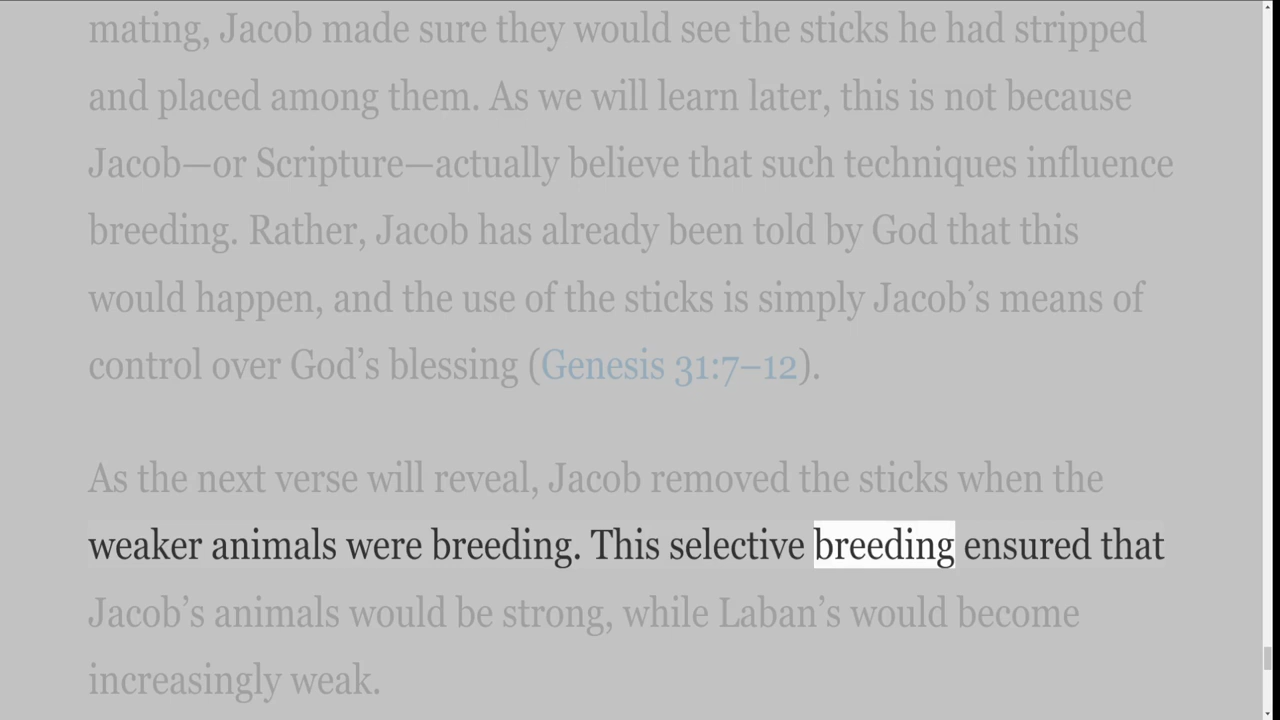 mating, Jacob made sure they would see the sticks he had stripped
and placed among them. As we will learn later, this is not because
Jacob—or Scripture—actually believe that such techniques influence
breeding. Rather, Jacob has already been told by God that this
would happen, and the use of the sticks is simply Jacob’s means of
control over God’s blessing (Genesis 31:7–12).
As the next verse will reveal, Jacob removed the sticks when the
weaker animals were breeding. This selective breeding ensured that
Jacob’s animals would be strong, while Laban’s would become
increasingly weak.